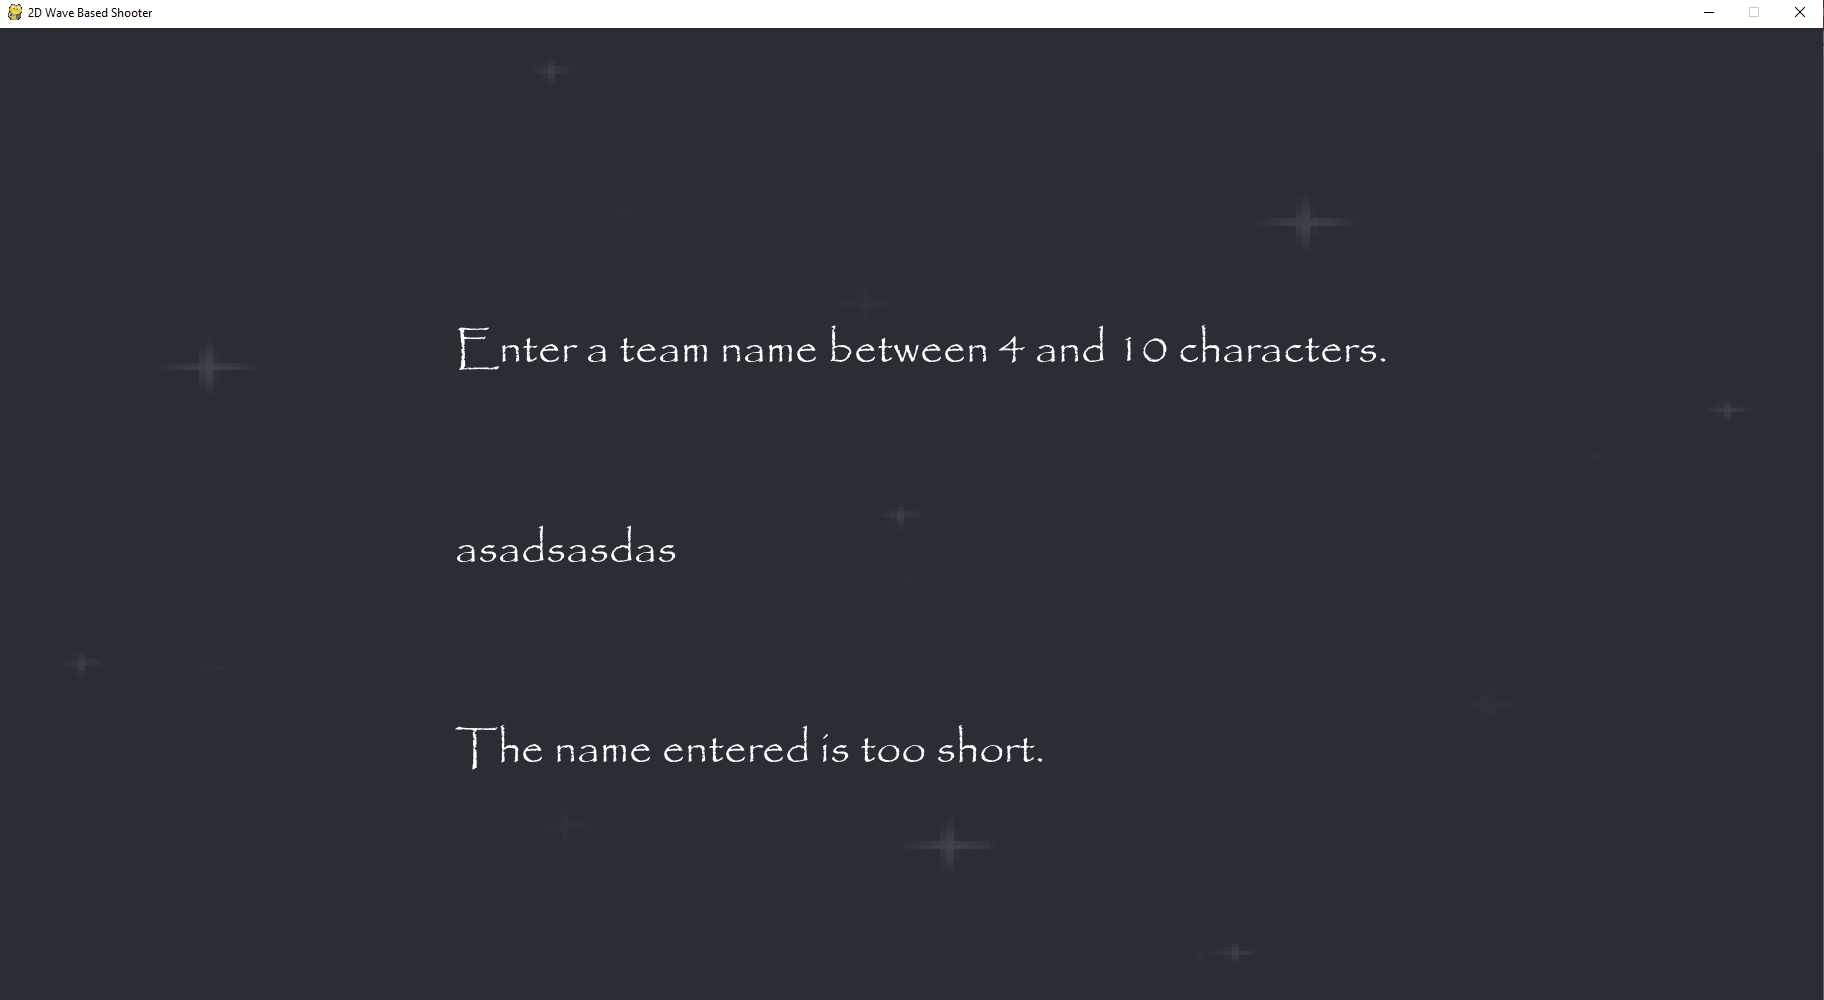 2D Wave Based Shooter
Enter a team name between 4 and 10 characters.
asadsasdas
The name entered is too short.